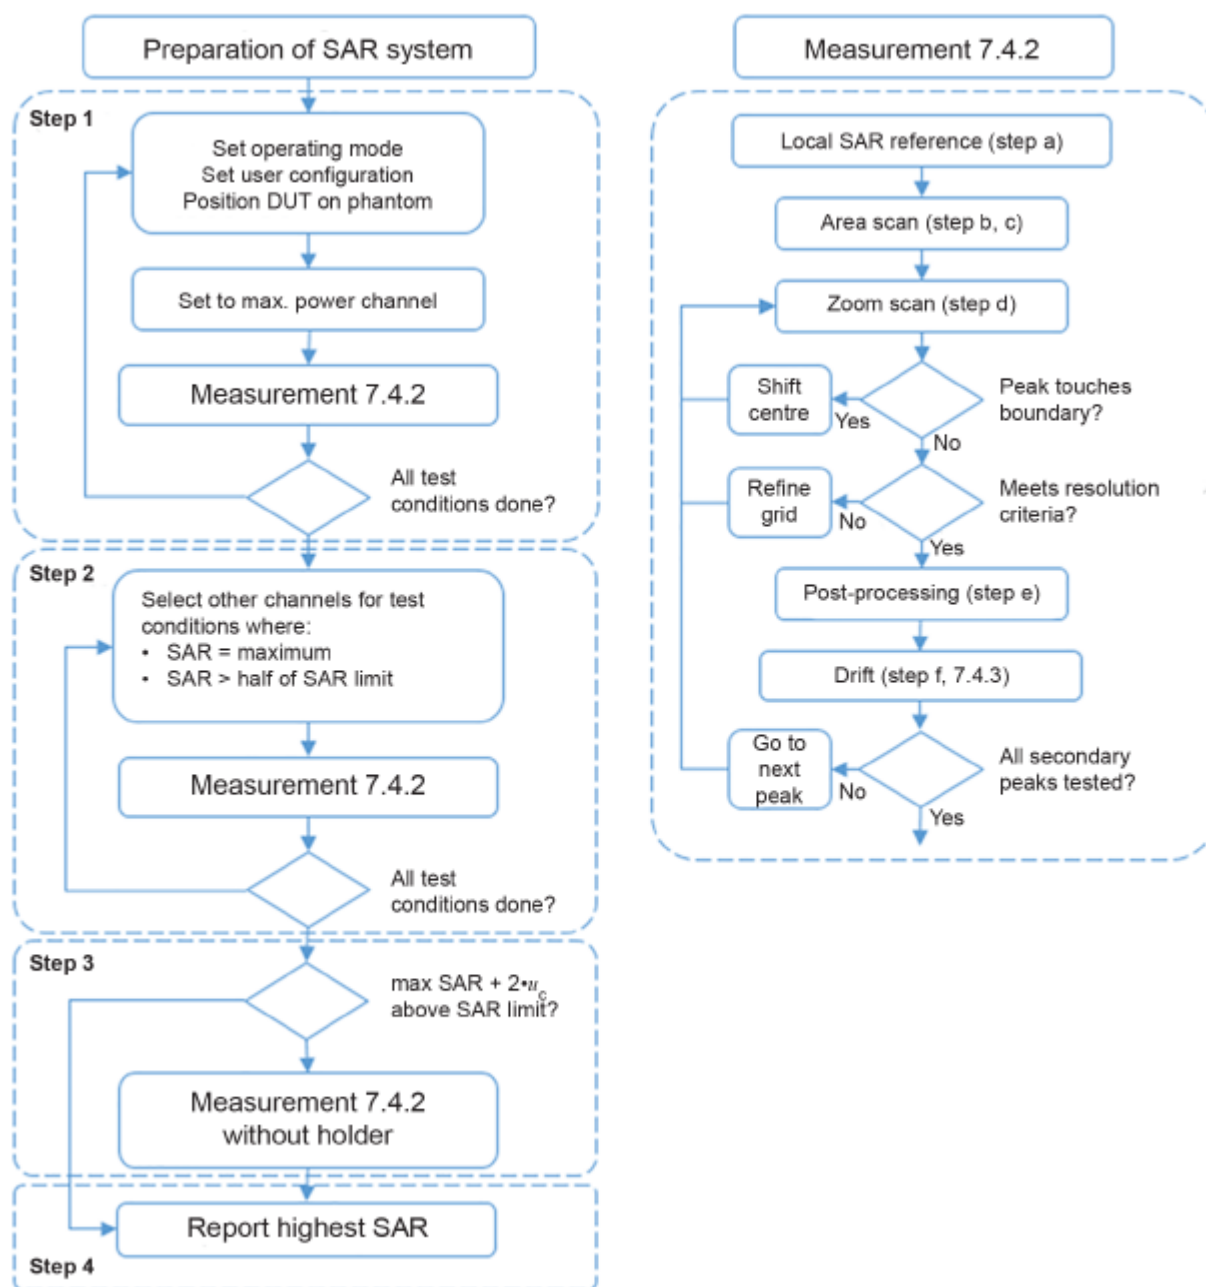 Preparation of SAR system
Step 1
Set operating mode
Set user configuration
Position DUT on phantom
Set to max. power channel
Measurement 7.4.2
All test
conditions done?
Step 2
Select other channels for test
conditions where:
• SAR = maximum
• SAR > half of SAR limit
Measurement 7.4.2
All test
conditions done?
Step 3
max SAR + 2•u_c
above SAR limit?
Measurement 7.4.2
without holder
Report highest SAR
Step 4
Measurement 7.4.2
Local SAR reference (step a)
Area scan (step b, c)
Zoom scan (step d)
Shift
centre
Yes
Peak touches
boundary?
No
Refine
grid
No
Meets resolution
criteria?
Yes
Post-processing (step e)
Drift (step f, 7.4.3)
Go to
next
peak
No
All secondary
peaks tested?
Yes